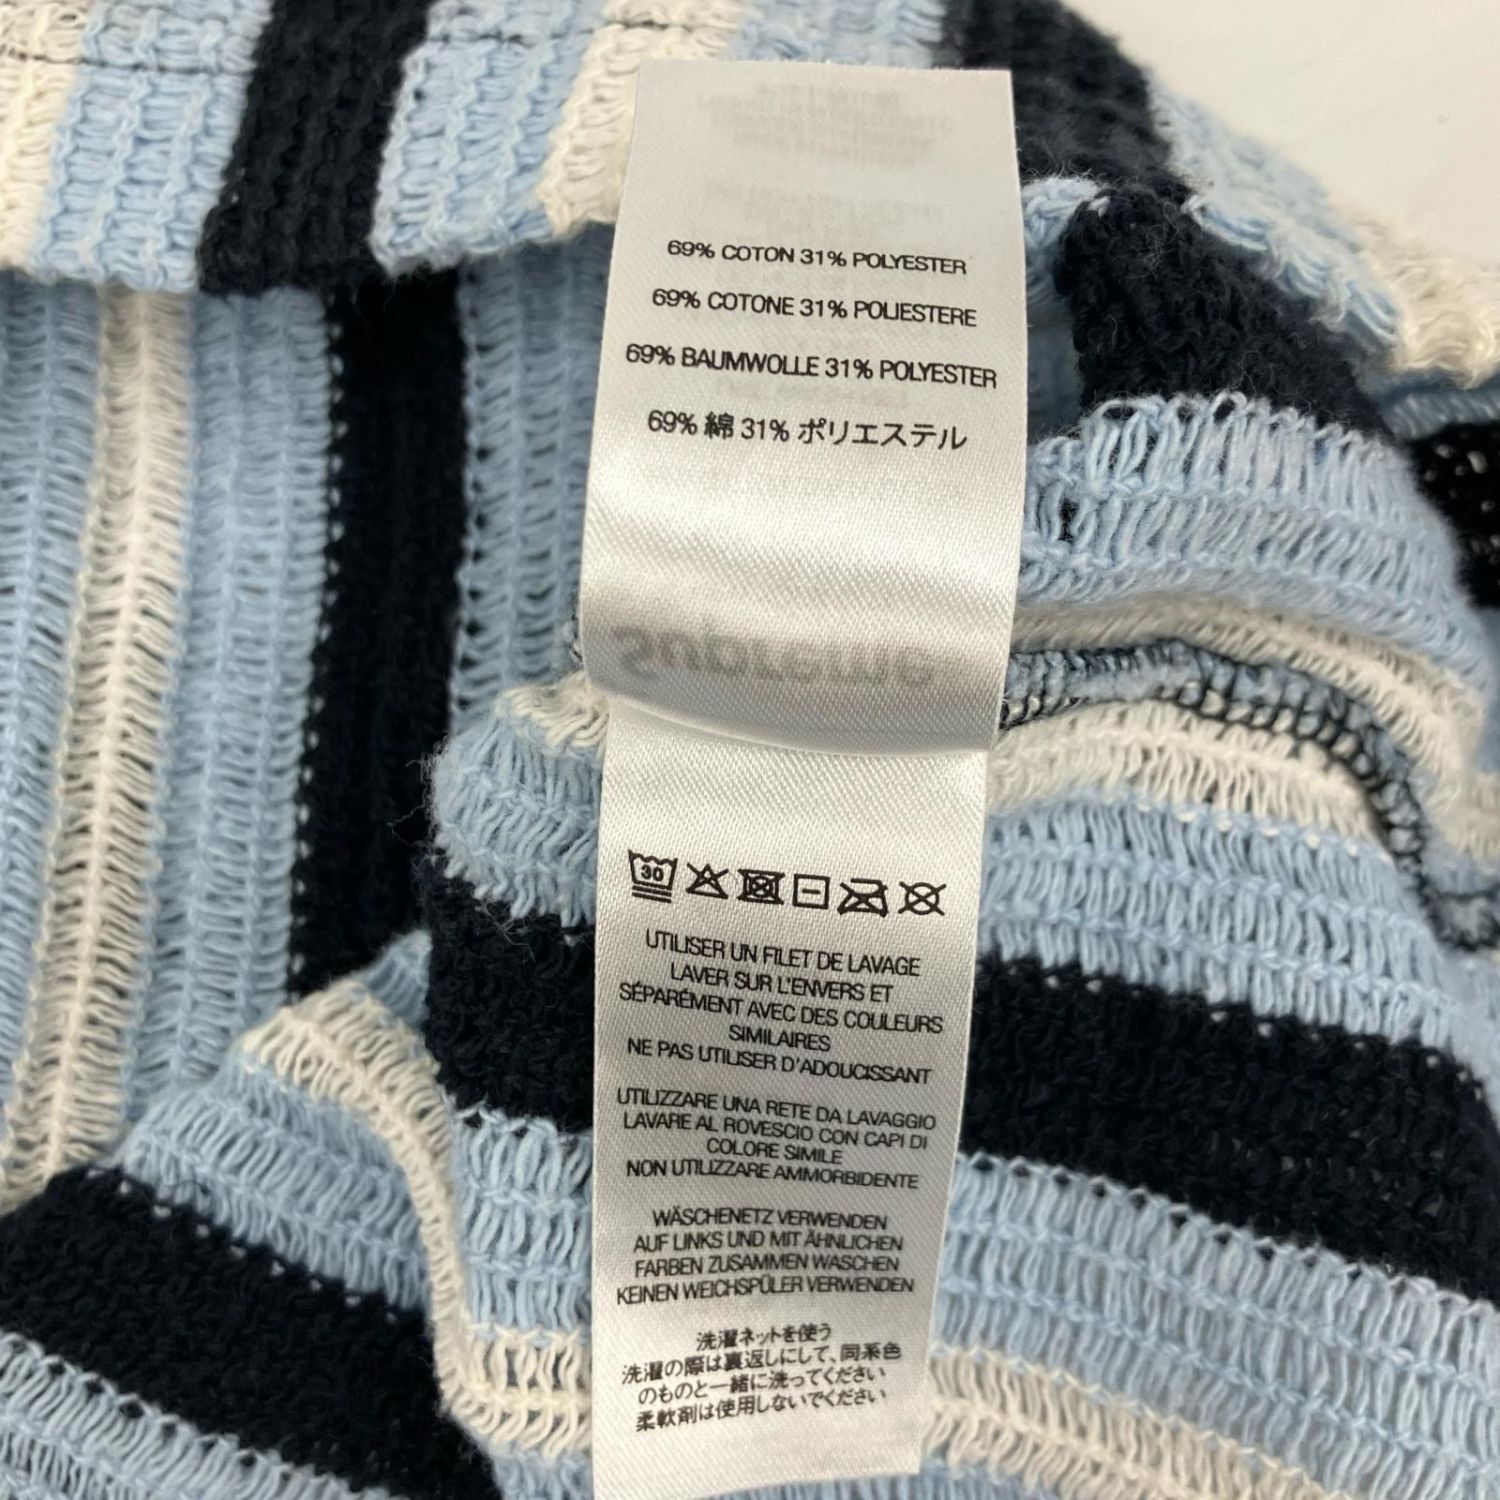 69% COTON 31% POLYESTER
69% COTONE 31% POLIESTERE
69% BAUMWOLLE 31% POLYESTER
69% 綿 31% ポリエステル
Supreme
30
UTILISER UN FILET DE LAVAGE
LAVER SUR L'ENVERS ET
SÉPARÉMENT AVEC DES COULEURS
SIMILAIRES
NE PAS UTILISER D'ADOUCISSANT
UTILIZZARE UNA RETE DA LAVAGGIO
LAVARE AL ROVESCIO CON CAPI DI
COLORE SIMILE
NON UTILIZZARE AMMORBIDENTE
WÄSCHENETZ VERWENDEN
AUF LINKS UND MIT ÄHNLICHEN
FARBEN ZUSAMMEN WASCHEN
KEINEN WEICHSPÜLER VERWENDEN
洗濯ネットを使う
洗濯の際は裏返しにして、同系色
のものと一緒に洗ってください
柔軟剤は使用しないでください